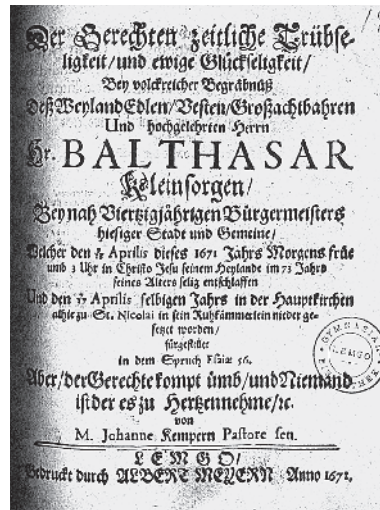 Der Gerechten zeitliche Trübse-
ligkeit/und ewige Glückseligkeit/
Bey volckreicher Begräbnüß
Deß Weyland Edlen/Vesten/Großachtbahren
Und hochgelehrten Herrn
Hr. BALTHASAR
Kleinsorgen/
Beynah Viertzigjährigen Bürgermeisters
hiesiger Stadt und Gemeine/
Welcher den Aprilis dieses 1671 Jahrs Morgens früe
umb 3 Uhr in Christo Jesu seinem Heylande im 73 Jahrs
seines Alters selig entschlaffen
Und den Aprilis selbigen Jahrs in der Hauptkirchen
alhie zu St. Nicolai in sein Ruhkämmerlein nieder ge-
setzt worden/
fürgestellet
in dem Spruch Esaiæ 56.
Aber/der Gerechte kompt ümb/und Niemand
ist der es zu Hertzen nehme/ec.
von
M. Johanne Kempern Pastore sen.
LEMGO/
Gedruckt durch ALBERT MEYERN Anno 1671.
LEMGO